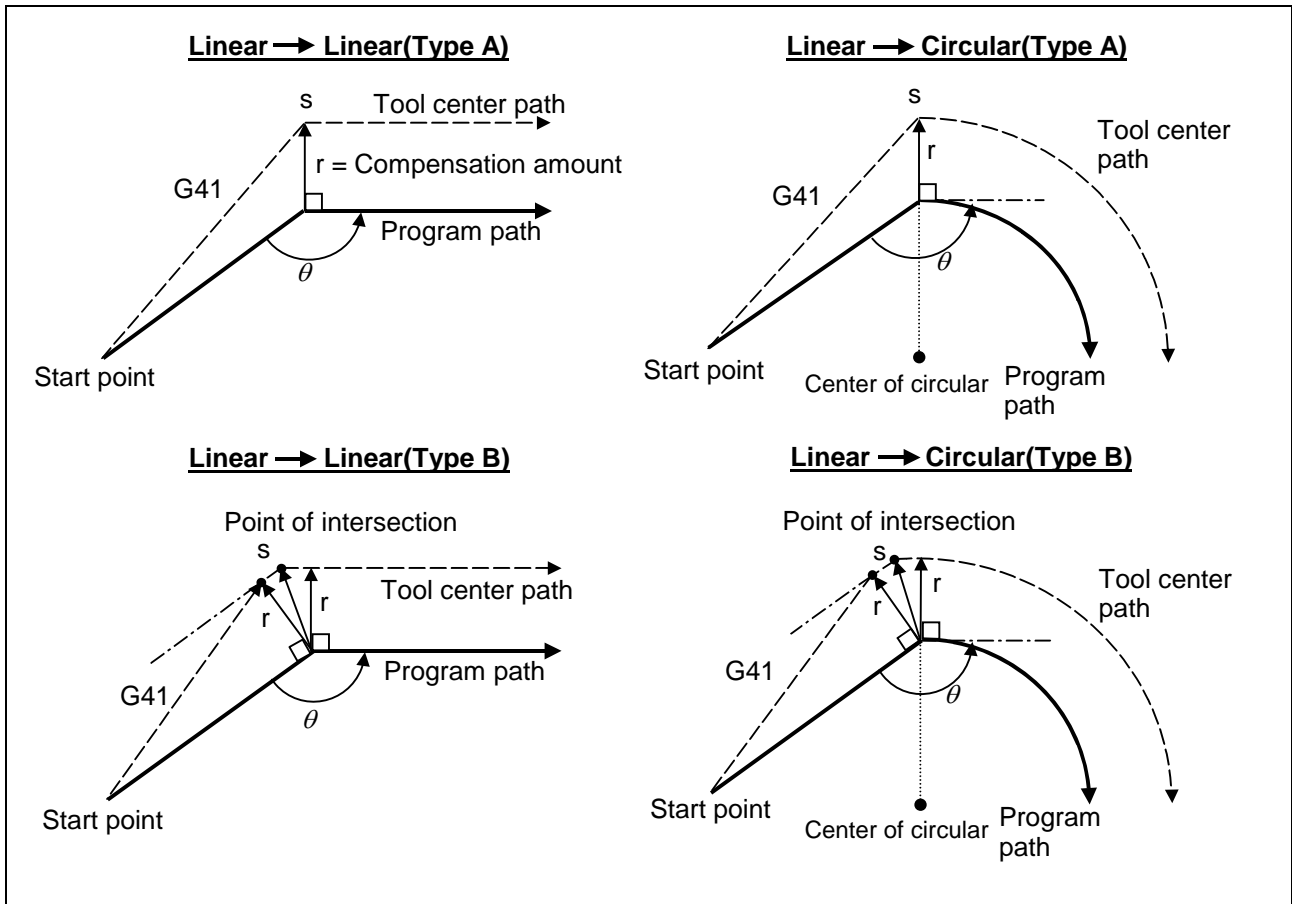 Linear → Linear(Type A)
s
Tool center path
r = Compensation amount
G41
Program path
θ
Start point
Linear → Circular(Type A)
s
Tool center
path
r
G41
θ
Start point
Center of circular
Program
path
Linear → Linear(Type B)
Point of intersection
s
Tool center path
r
r
G41
Program path
θ
Start point
Linear → Circular(Type B)
Point of intersection
s
Tool center
path
r
r
G41
θ
Start point
Center of circular
Program
path